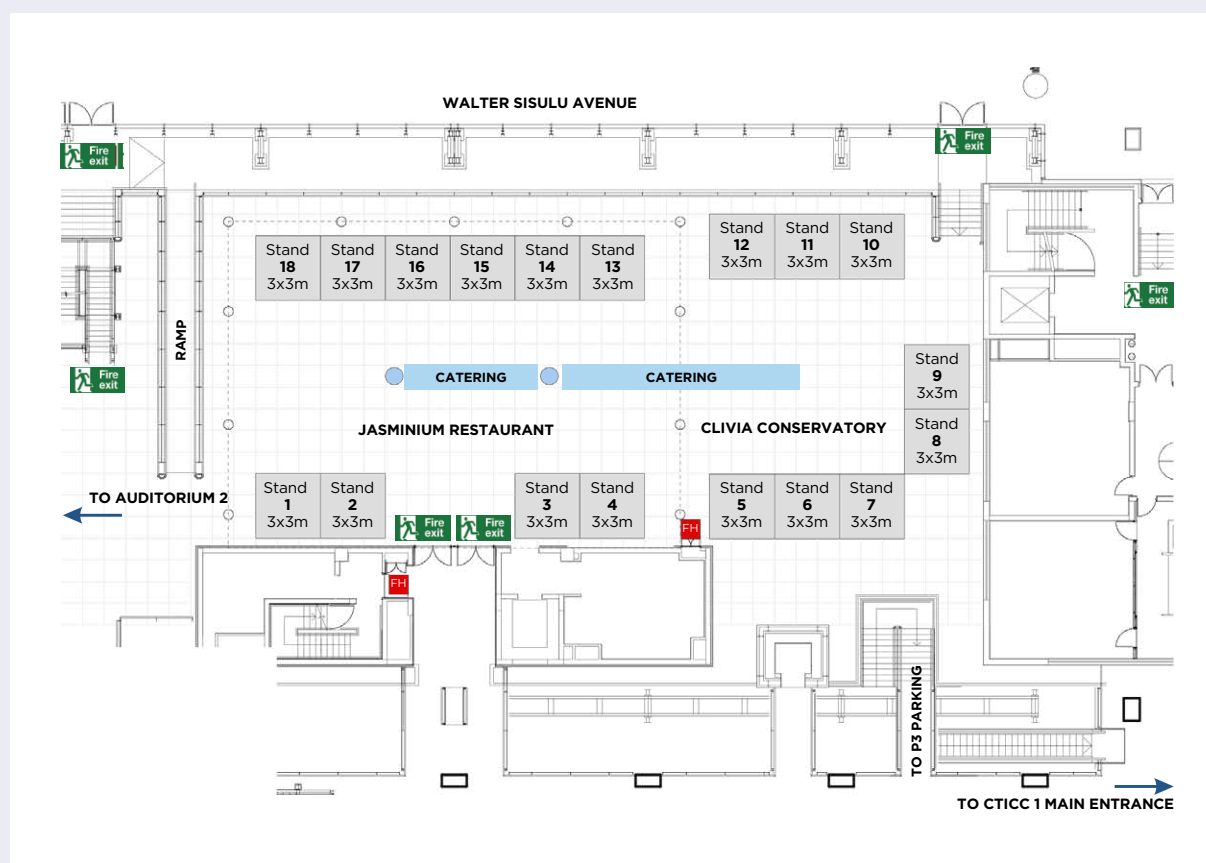 WALTER SISULU AVENUE
Fire
exit
Fire
exit
Stand
12
3x3m
Stand
11
3x3m
Stand
10
3x3m
Stand
18
3x3m
Stand
17
3x3m
Stand
16
3x3m
Stand
15
3x3m
Stand
14
3x3m
Stand
13
3x3m
Fire
exit
RAMP
Fire
exit
CATERING
CATERING
Stand
9
3x3m
JASMINIUM RESTAURANT
CLIVIA CONSERVATORY
Stand
8
3x3m
TO AUDITORIUM 2
Stand
1
3x3m
Stand
2
3x3m
Fire
exit
Fire
exit
Stand
3
3x3m
Stand
4
3x3m
FH
Stand
5
3x3m
Stand
6
3x3m
Stand
7
3x3m
FH
TO P3 PARKING
TO CTICC 1 MAIN ENTRANCE